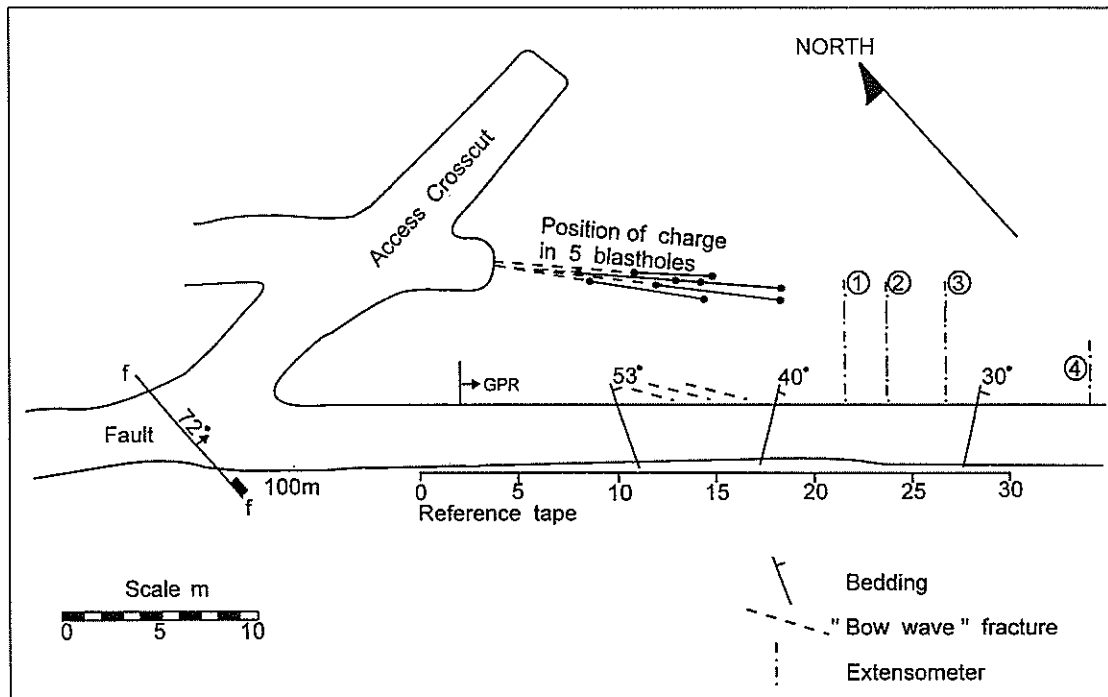 NORTH
Access Crosscut
Position of charge
in 5 blastholes
① ② ③
④
f
72°
GPR
53°
40°
30°
Fault
f
100m
0 5 10 15 20 25 30
Reference tape
Scale m
0 5 10
Bedding
" Bow wave " fracture
Extensometer